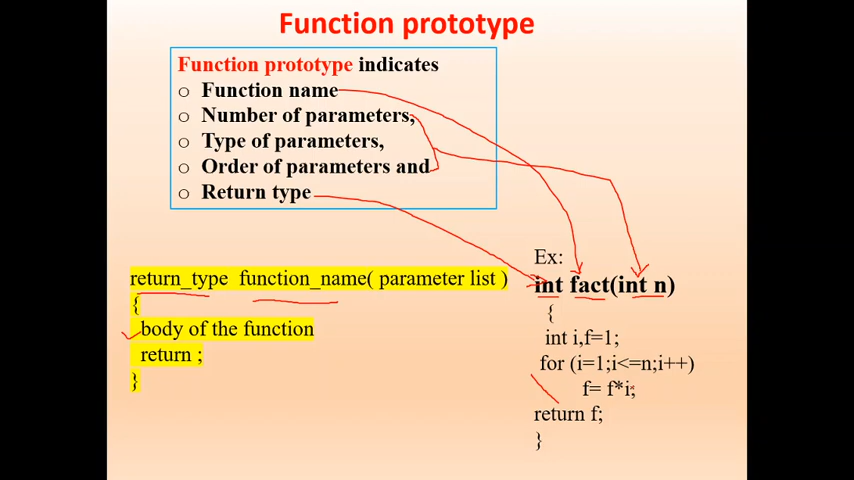 Function prototype
Function prototype indicates
○ Function name
○ Number of parameters,
○ Type of parameters,
○ Order of parameters and
○ Return type
return_type function_name( parameter list )
{
body of the function
return ;
}
Ex:
int fact(int n)
{
int i,f=1;
for (i=1;i<=n;i++)
f= f*i;
return f;
}